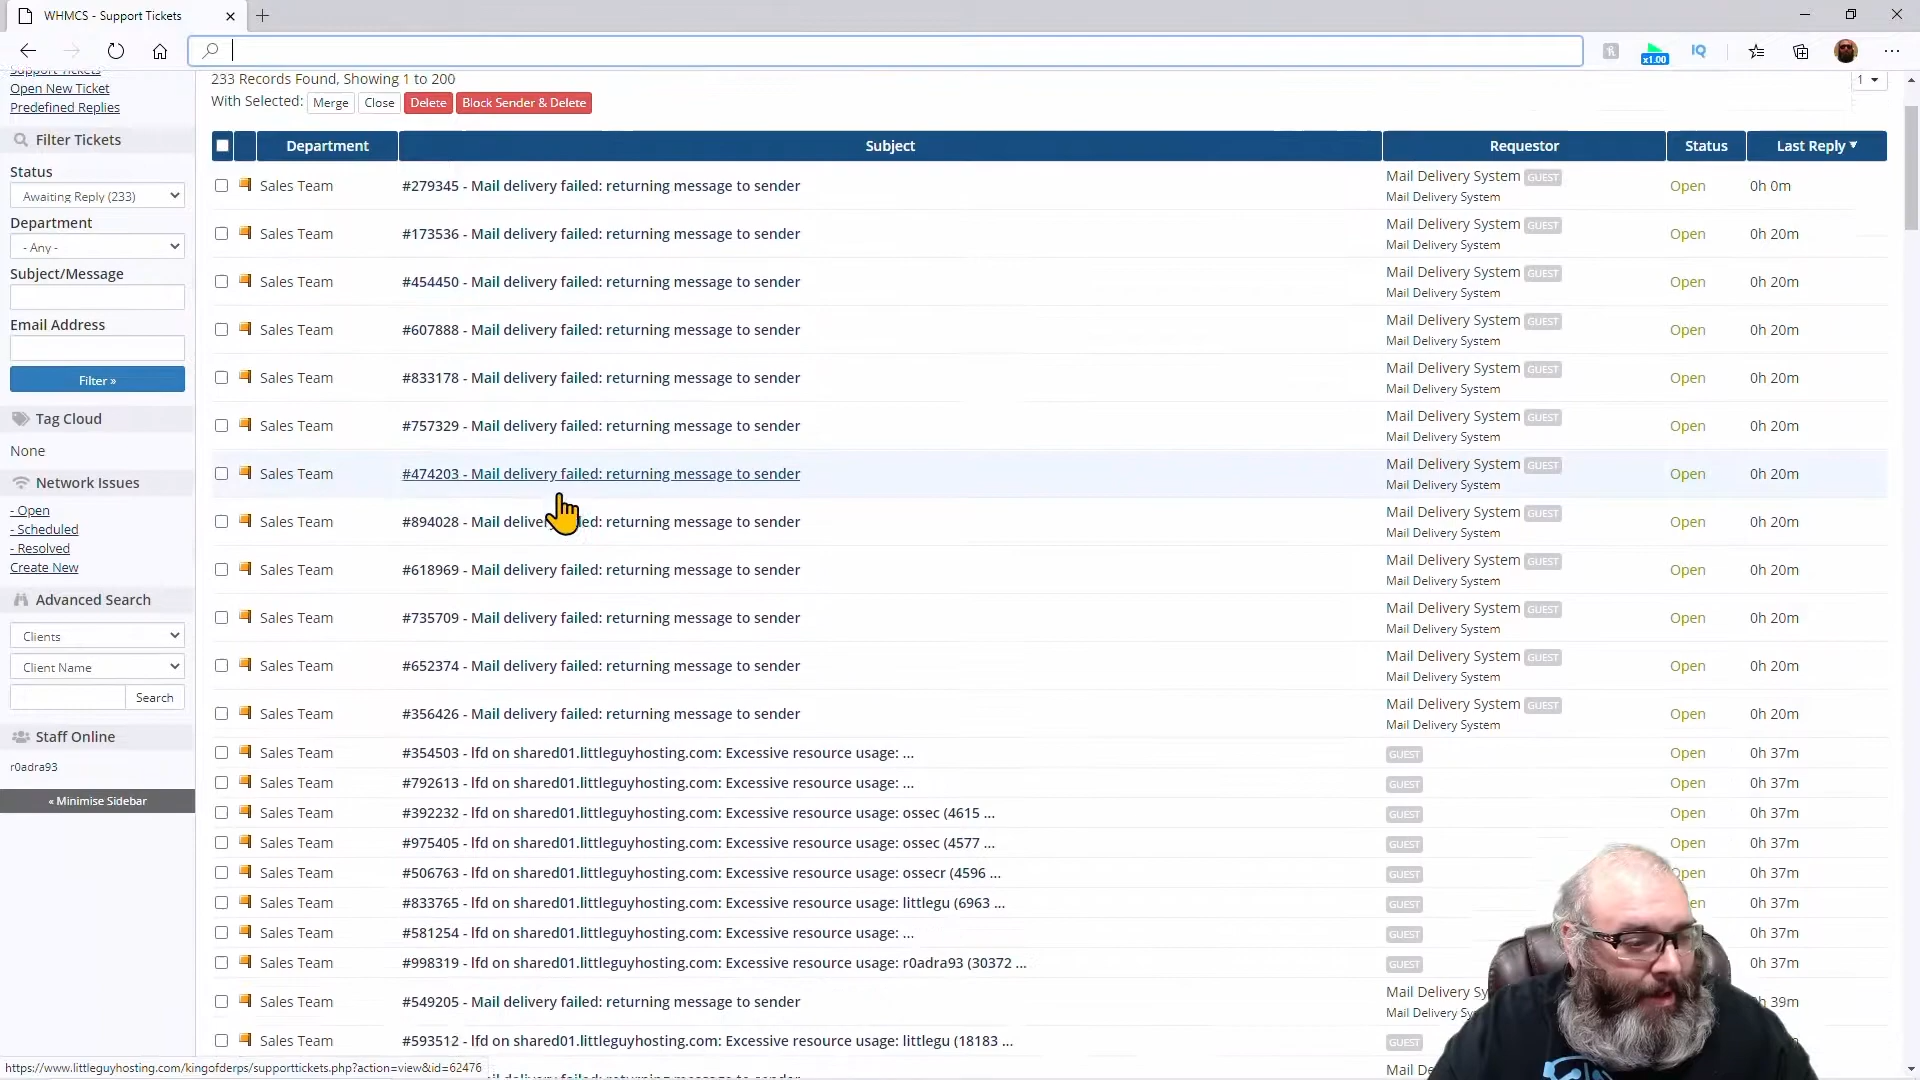 WHMCS - Support Tickets
x1.00
IQ
Support Tickets
Open New Ticket
Predefined Replies
Filter Tickets
Status
Awaiting Reply (233)
Department
- Any -
Subject/Message
Email Address
Filter »
Tag Cloud
None
Network Issues
- Open
- Scheduled
- Resolved
Create New
Advanced Search
Clients
Client Name
Search
Staff Online
r0adra93
« Minimise Sidebar
233 Records Found, Showing 1 to 200
1
With Selected: Merge Close Delete Block Sender & Delete
Department Subject Requestor Status Last Reply
Sales Team #279345 - Mail delivery failed: returning message to sender Mail Delivery System GUEST Open 0h 0m
Mail Delivery System
Sales Team #173536 - Mail delivery failed: returning message to sender Mail Delivery System GUEST Open 0h 20m
Mail Delivery System
Sales Team #454450 - Mail delivery failed: returning message to sender Mail Delivery System GUEST Open 0h 20m
Mail Delivery System
Sales Team #607888 - Mail delivery failed: returning message to sender Mail Delivery System GUEST Open 0h 20m
Mail Delivery System
Sales Team #833178 - Mail delivery failed: returning message to sender Mail Delivery System GUEST Open 0h 20m
Mail Delivery System
Sales Team #757329 - Mail delivery failed: returning message to sender Mail Delivery System GUEST Open 0h 20m
Mail Delivery System
Sales Team #474203 - Mail delivery failed: returning message to sender Mail Delivery System GUEST Open 0h 20m
Mail Delivery System
Sales Team #894028 - Mail deliver led: returning message to sender Mail Delivery System GUEST Open 0h 20m
Mail Delivery System
Sales Team #618969 - Mail delivery failed: returning message to sender Mail Delivery System GUEST Open 0h 20m
Mail Delivery System
Sales Team #735709 - Mail delivery failed: returning message to sender Mail Delivery System GUEST Open 0h 20m
Mail Delivery System
Sales Team #652374 - Mail delivery failed: returning message to sender Mail Delivery System GUEST Open 0h 20m
Mail Delivery System
Sales Team #356426 - Mail delivery failed: returning message to sender Mail Delivery System GUEST Open 0h 20m
Mail Delivery System
Sales Team #354503 - lfd on shared01.littleguyhosting.com: Excessive resource usage: ... GUEST Open 0h 37m
Sales Team #792613 - lfd on shared01.littleguyhosting.com: Excessive resource usage: ... GUEST Open 0h 37m
Sales Team #392232 - lfd on shared01.littleguyhosting.com: Excessive resource usage: ossec (4615 ... GUEST Open 0h 37m
Sales Team #975405 - lfd on shared01.littleguyhosting.com: Excessive resource usage: ossec (4577 ... GUEST Open 0h 37m
Sales Team #506763 - lfd on shared01.littleguyhosting.com: Excessive resource usage: ossecr (4596 ... GUEST Open 0h 37m
Sales Team #833765 - lfd on shared01.littleguyhosting.com: Excessive resource usage: littlegu (6963 ... GUEST en 0h 37m
Sales Team #581254 - lfd on shared01.littleguyhosting.com: Excessive resource usage: ... GUEST 0h 37m
Sales Team #998319 - lfd on shared01.littleguyhosting.com: Excessive resource usage: r0adra93 (30372 ... GUEST 0h 37m
Sales Team #549205 - Mail delivery failed: returning message to sender Mail Delivery Sy 39m
Mail Delivery
Sales Team #593512 - lfd on shared01.littleguyhosting.com: Excessive resource usage: littlegu (18183 ... GUEST
https://www.littleguyhosting.com/kingofderps/supporttickets.php?action=view&id=62476
Mail De